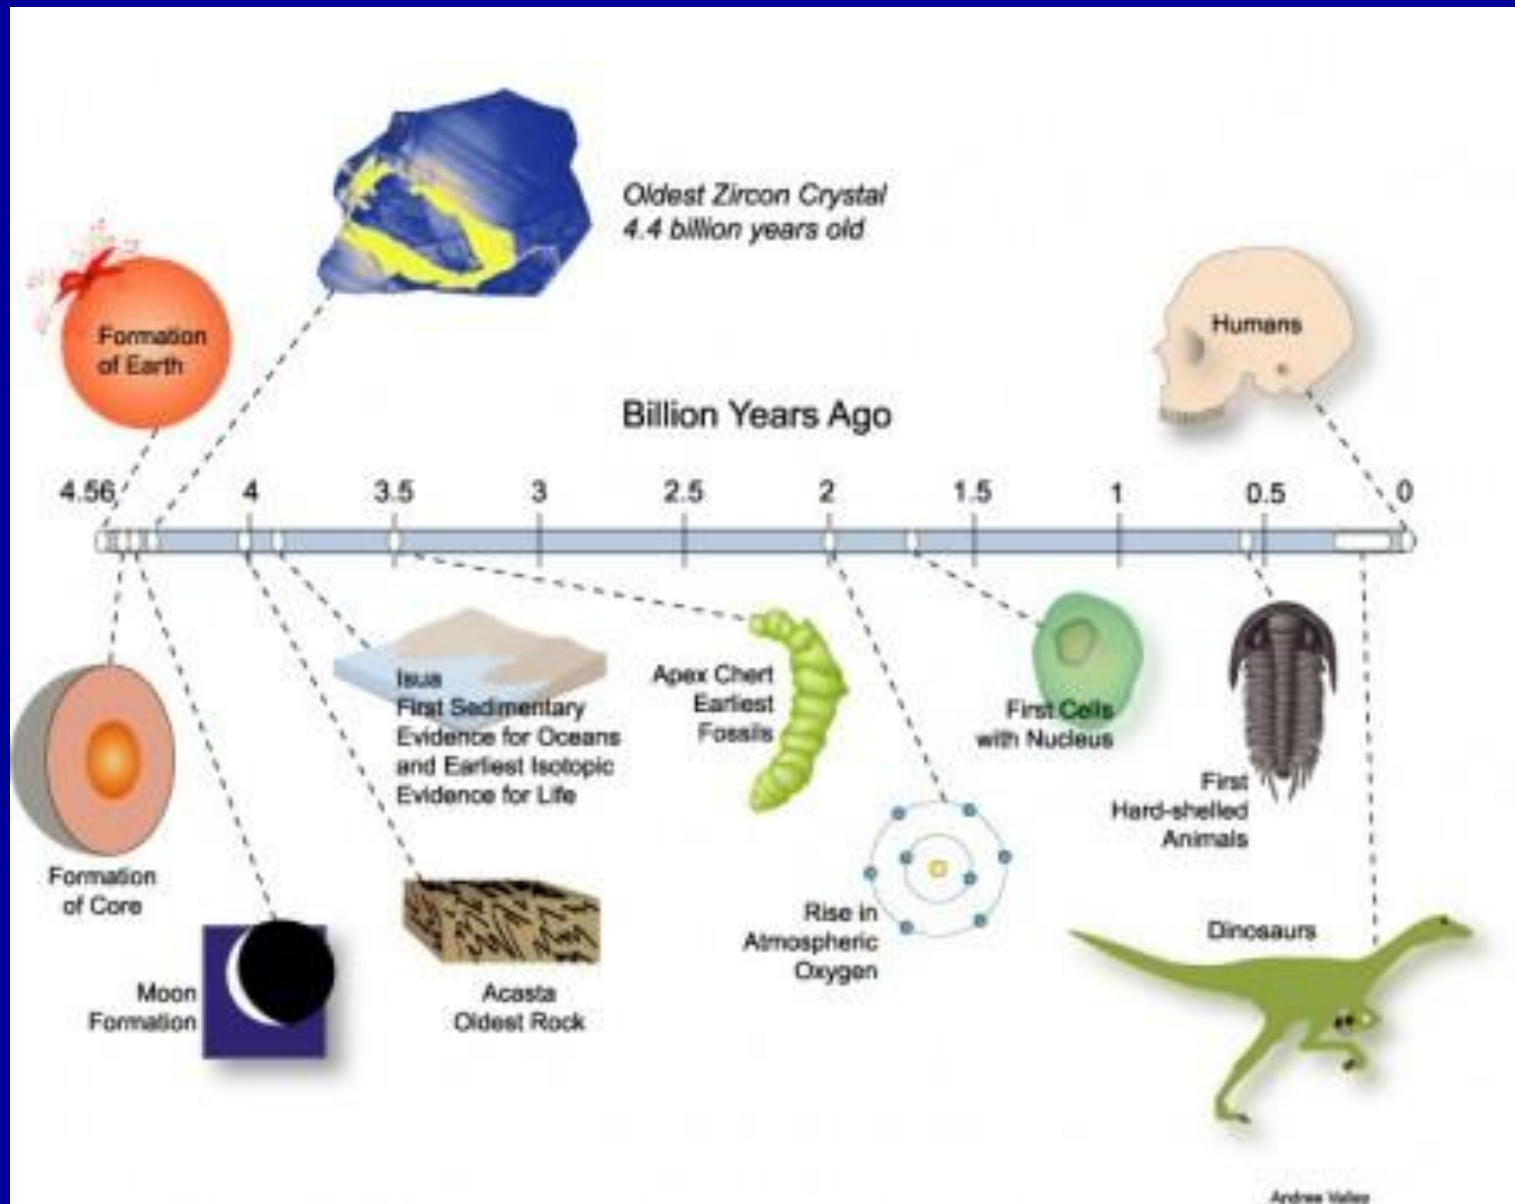 Oldest Zircon Crystal
4.4 billion years old
Formation
of Earth
Humans
Billion Years Ago
4.56
4
3.5
3
2.5
2
1.5
1
0.5
0
Isua
First Sedimentary
Evidence for Oceans
and Earliest Isotopic
Evidence for Life
Apex Chert
Earliest
Fossils
First Cells
with Nucleus
First
Hard-shelled
Animals
Formation
of Core
Rise in
Atmospheric
Oxygen
Dinosaurs
Moon
Formation
Acasta
Oldest Rock
Andree Valley